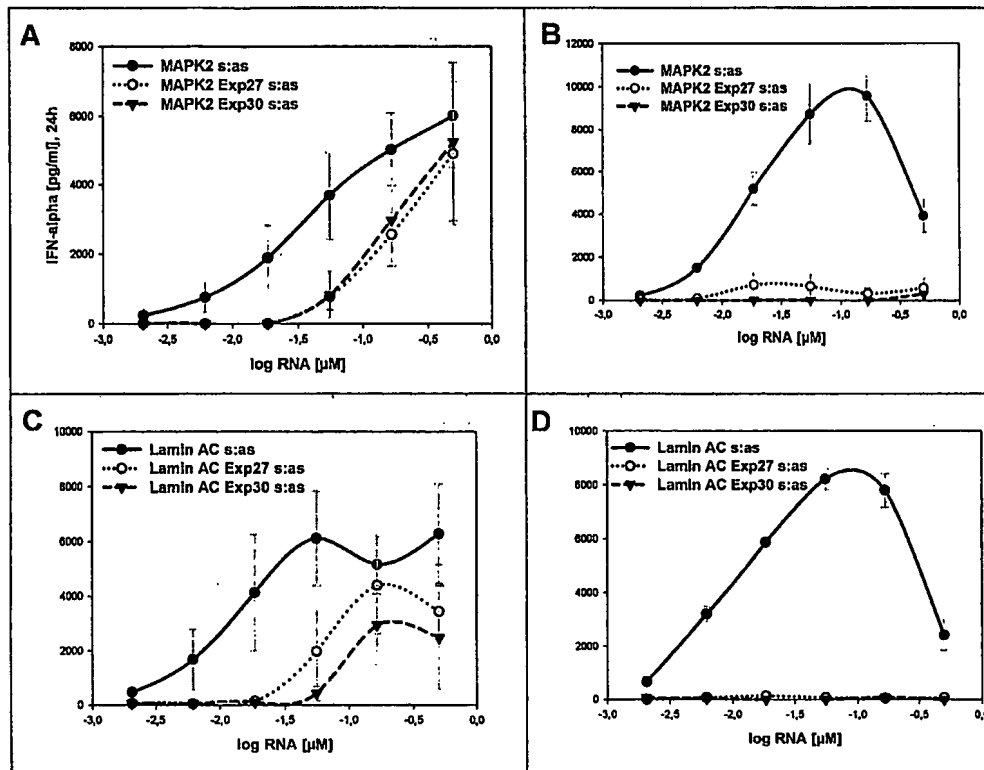 A
8000
6000
4000
2000
0
IFN-alpha [pg/ml], 24h
MAPK2 s:as
MAPK2 Exp27 s:as
MAPK2 Exp30 s:as
-3,0 -2,5 -2,0 -1,5 -1,0 -0,5 0,0
log RNA [µM]
B
12000
10000
8000
6000
4000
2000
0
MAPK2 s:as
MAPK2 Exp27 s:as
MAPK2 Exp30 s:as
-3,0 -2,5 -2,0 -1,5 -1,0 -0,5 0,0
log RNA [µM]
C
10000
8000
6000
4000
2000
0
Lamin AC s:as
Lamin AC Exp27 s:as
Lamin AC Exp30 s:as
-3,0 -2,5 -2,0 -1,5 -1,0 -0,5 0,0
log RNA [µM]
D
10000
8000
6000
4000
2000
0
Lamin AC s:as
Lamin AC Exp27 s:as
Lamin AC Exp30 s:as
-3,0 -2,5 -2,0 -1,5 -1,0 -0,5 0,0
log RNA [µM]